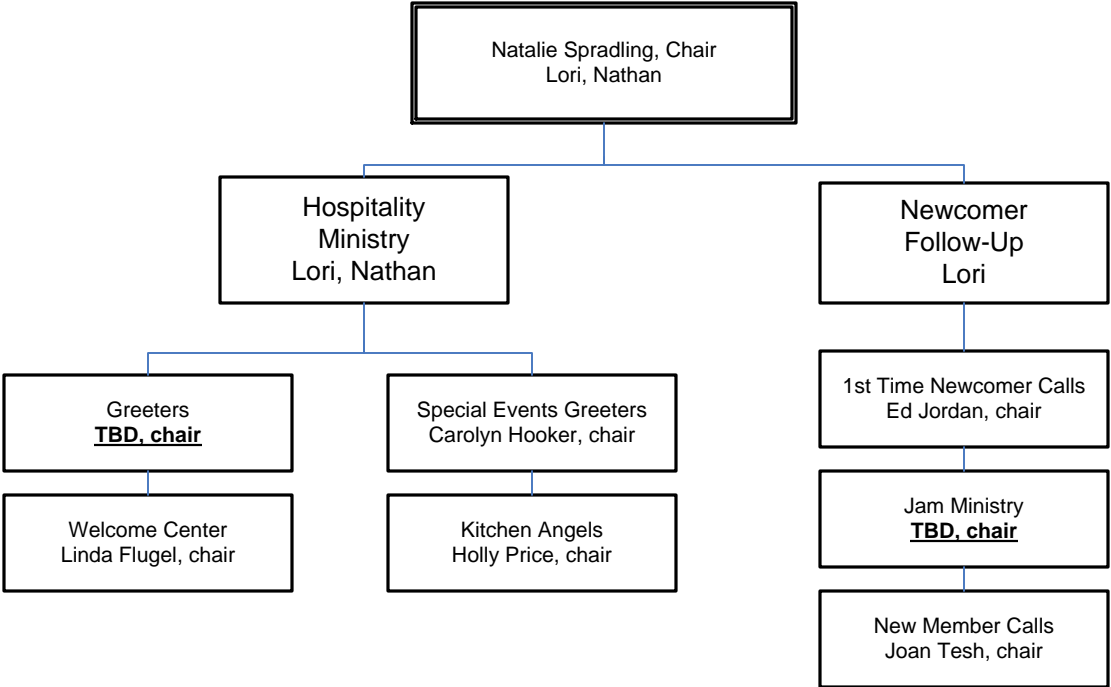 Natalie Spradling, Chair
Lori, Nathan
Hospitality
Ministry
Lori, Nathan
Newcomer
Follow-Up
Lori
Greeters
TBD, chair
Special Events Greeters
Carolyn Hooker, chair
1st Time Newcomer Calls
Ed Jordan, chair
Welcome Center
Linda Flugel, chair
Kitchen Angels
Holly Price, chair
Jam Ministry
TBD, chair
New Member Calls
Joan Tesh, chair